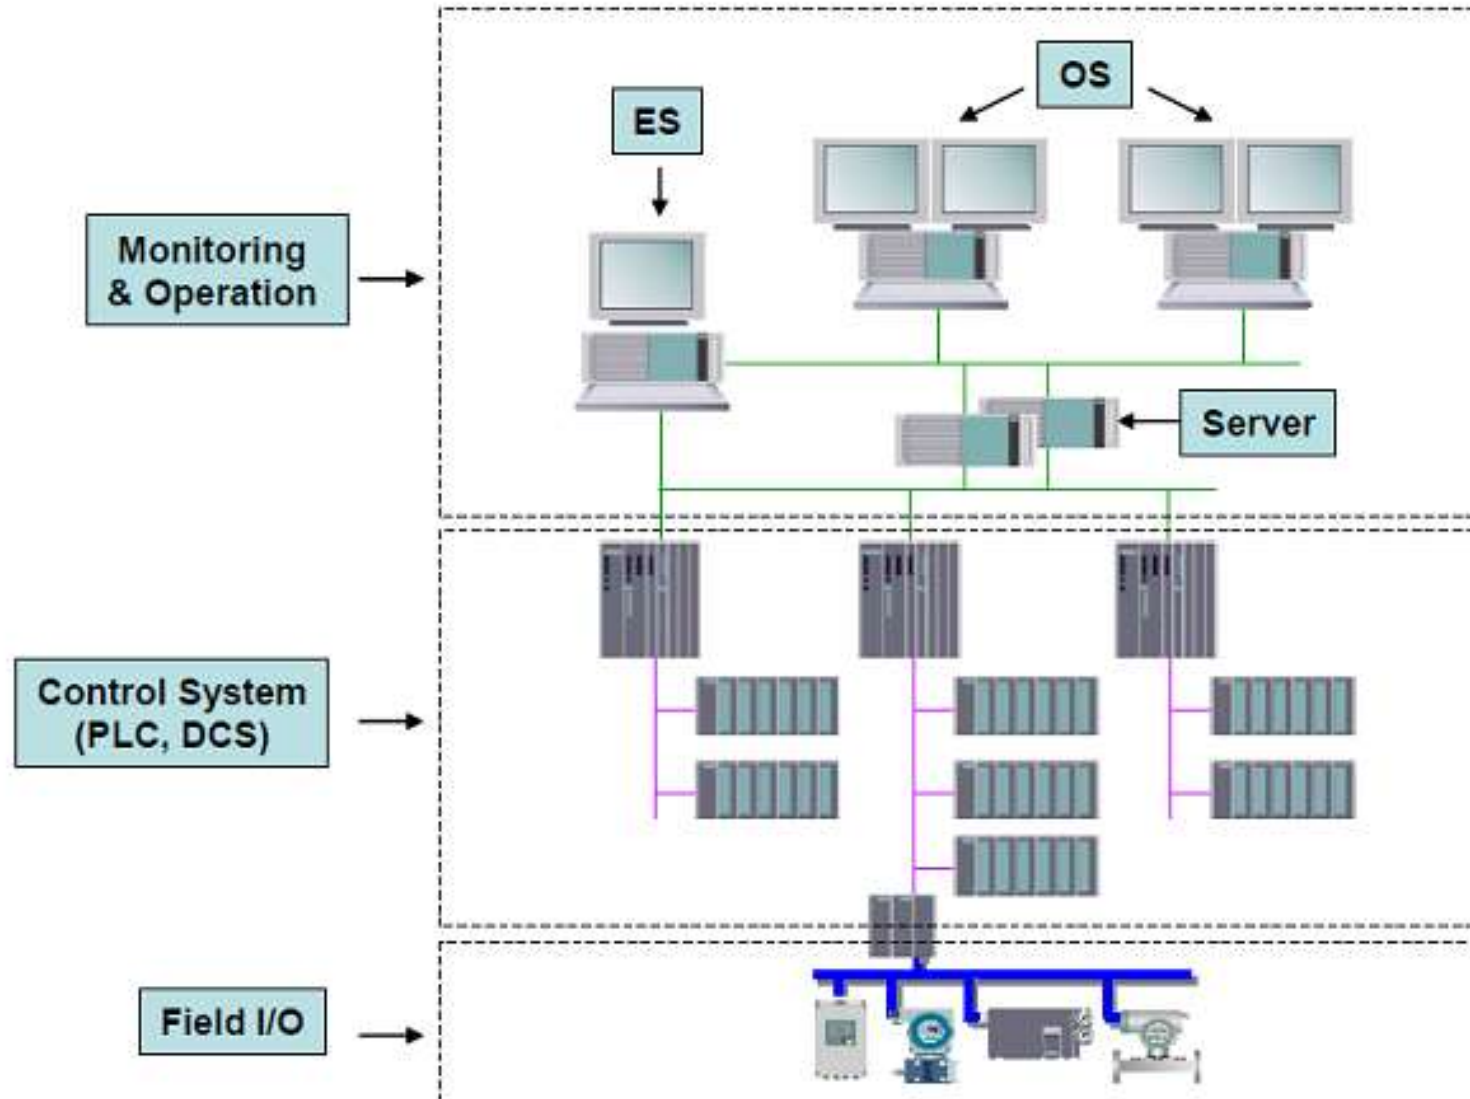 OS
ES
Monitoring
& Operation
Server
Control System
(PLC, DCS)
Field I/O